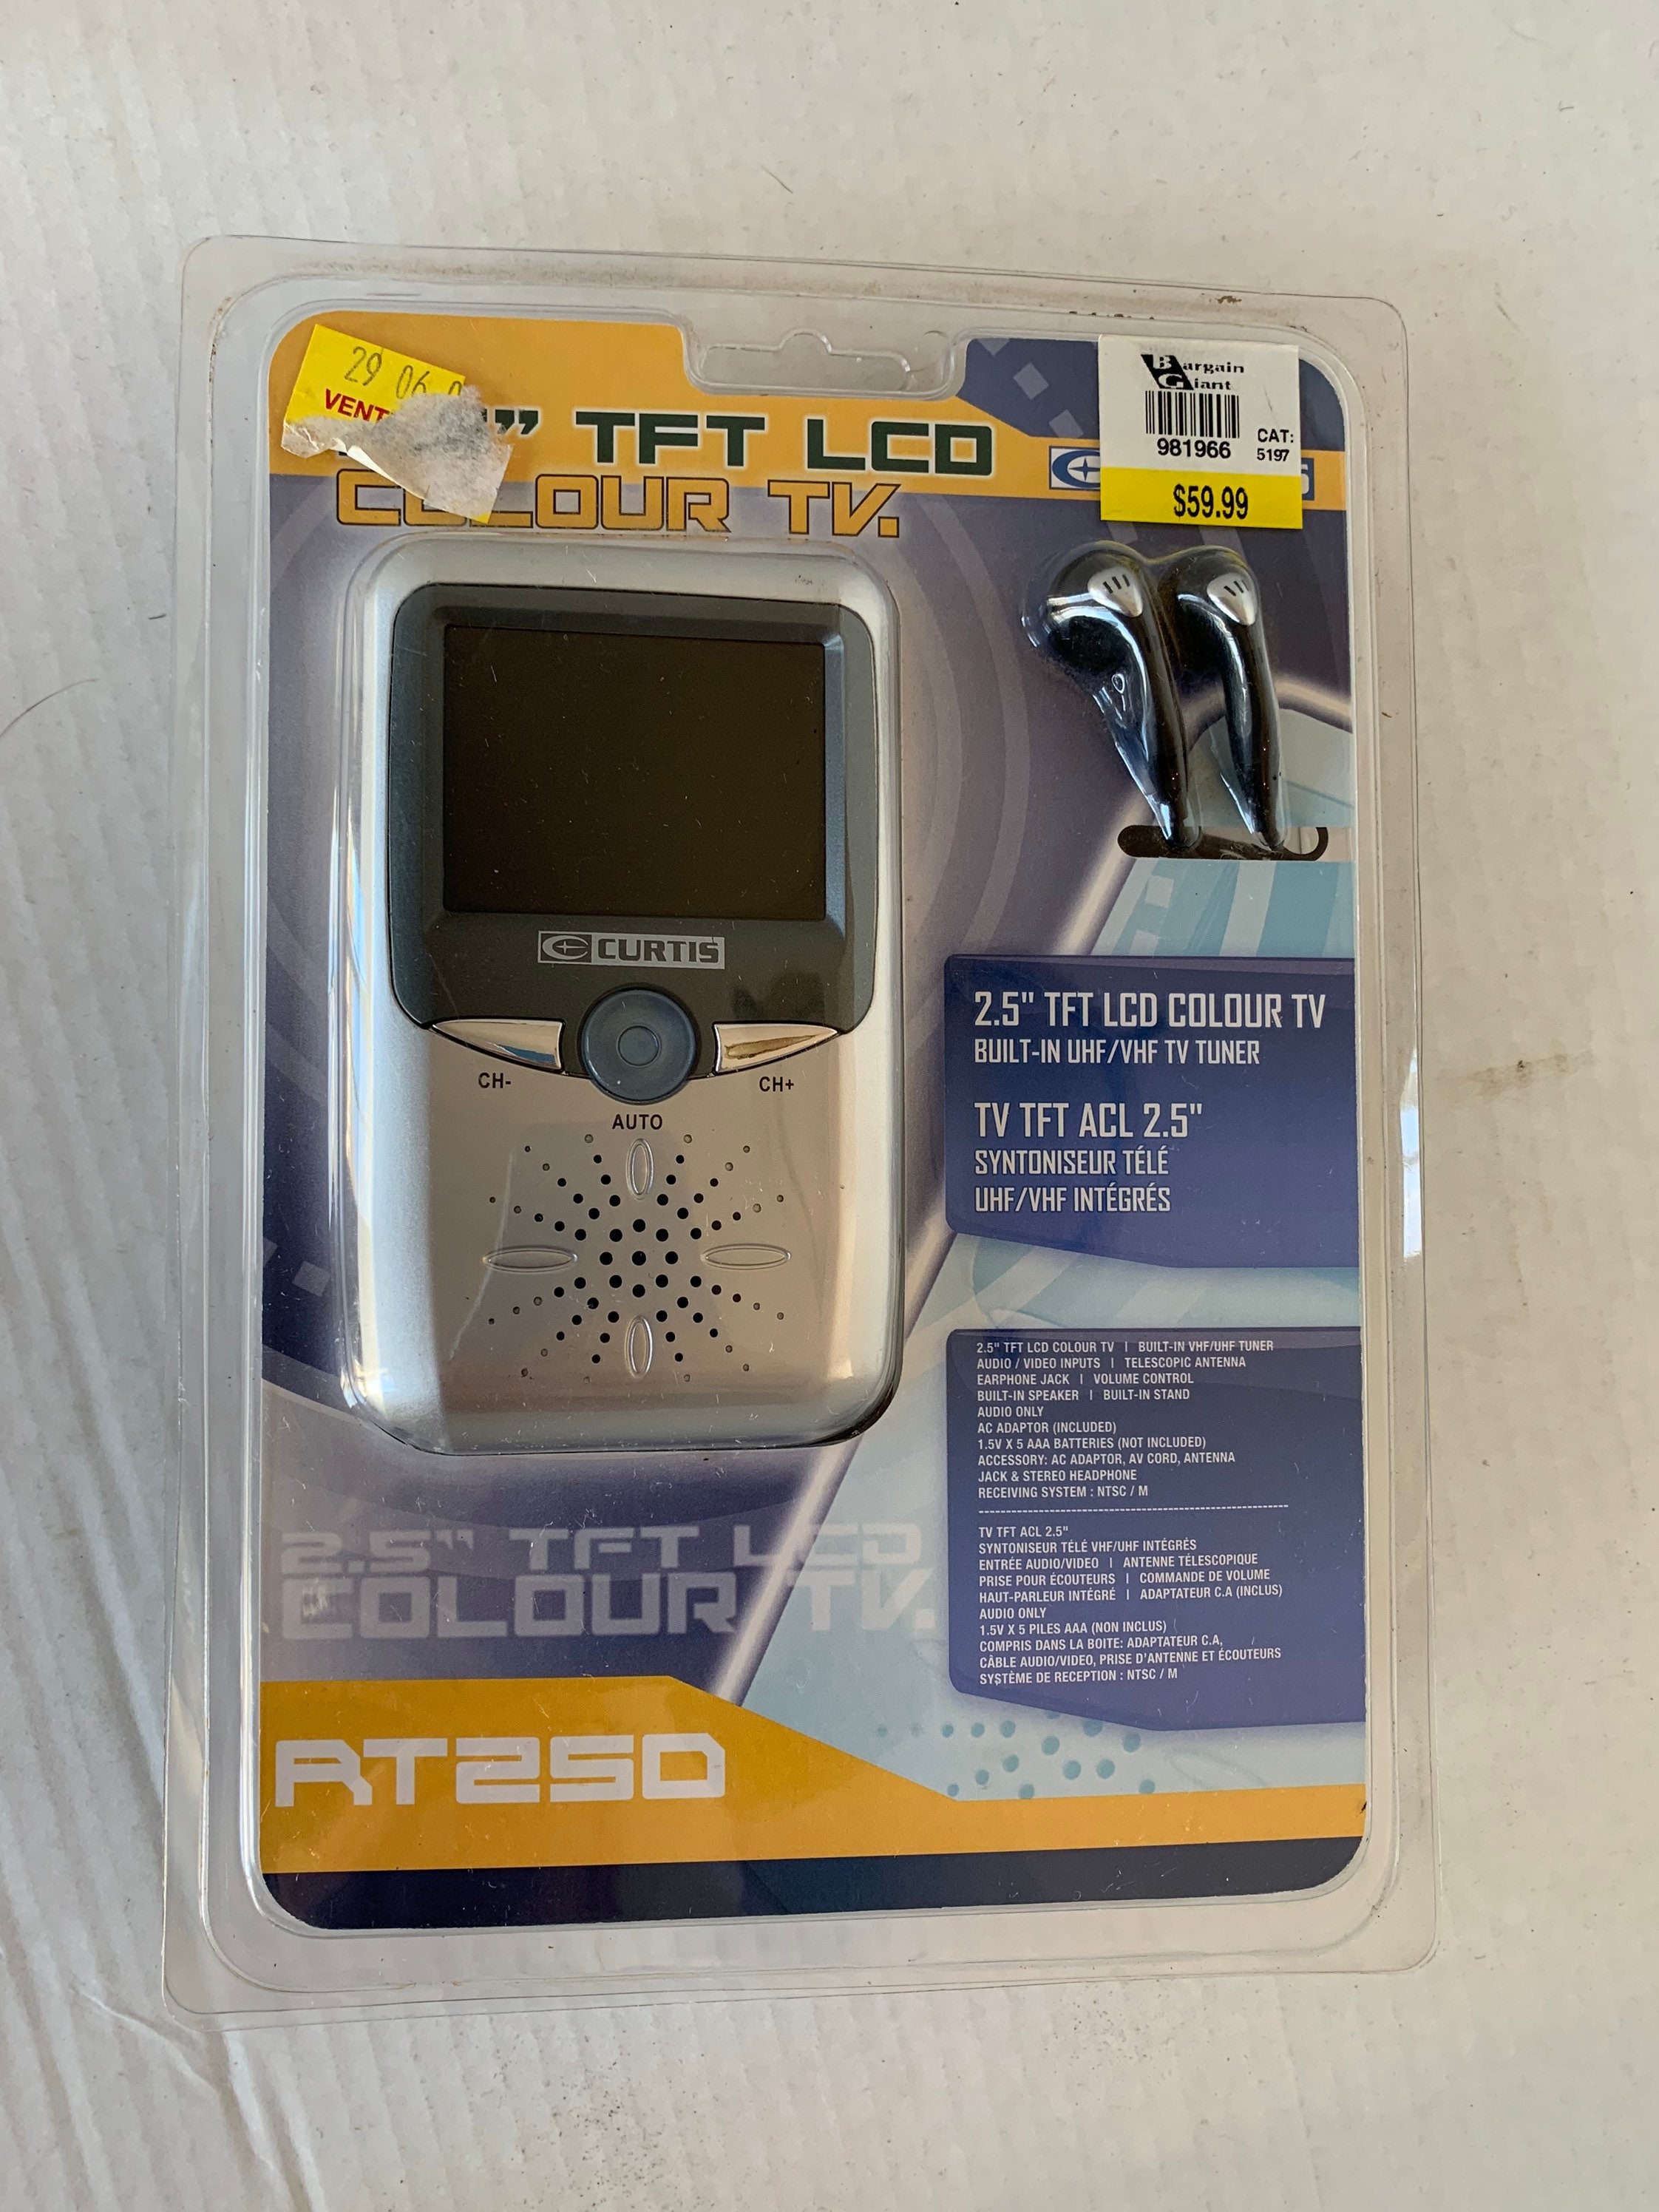 29 06
VENT
" TFT LCD
COLOUR TV.
Bargain
Giant
981966
CAT:
5197
$59.99
CURTIS
CH-
CH+
AUTO
2.5" TFT LCD COLOUR TV
BUILT-IN UHF/VHF TV TUNER
TV TFT ACL 2.5"
SYNTONISEUR TÉLÉ
UHF/VHF INTÉGRÉS
2.5" TFT LCD COLOUR TV | BUILT-IN VHF/UHF TUNER
AUDIO / VIDEO INPUTS | TELESCOPIC ANTENNA
EARPHONE JACK | VOLUME CONTROL
BUILT-IN SPEAKER | BUILT-IN STAND
AUDIO ONLY
AC ADAPTOR (INCLUDED)
1.5V X 5 AAA BATTERIES (NOT INCLUDED)
ACCESSORY: AC ADAPTOR, AV CORD, ANTENNA
JACK & STEREO HEADPHONE
RECEIVING SYSTEM : NTSC / M
TV TFT ACL 2.5"
SYNTONISEUR TÉLÉ VHF/UHF INTÉGRÉS
ENTRÉE AUDIO/VIDEO | ANTENNE TÉLESCOPIQUE
PRISE POUR ÉCOUTEURS | COMMANDE DE VOLUME
HAUT-PARLEUR INTÉGRÉ | ADAPTATEUR C.A (INCLUS)
AUDIO ONLY
1.5V X 5 PILES AAA (NON INCLUS)
COMPRIS DANS LA BOITE: ADAPTATEUR C.A,
CÂBLE AUDIO/VIDEO, PRISE D'ANTENNE ET ÉCOUTEURS
SYSTÈME DE RECEPTION : NTSC / M
2.5" TFT LCD
COLOUR TV.
RT250